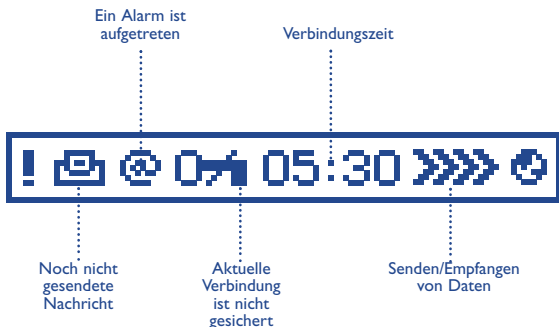 Ein Alarm ist
aufgetreten
Verbindungszeit
! @ 05:30
Noch nicht
gesendete
Nachricht
Aktuelle
Verbindung
ist nicht
gesichert
Senden/Empfangen
von Daten